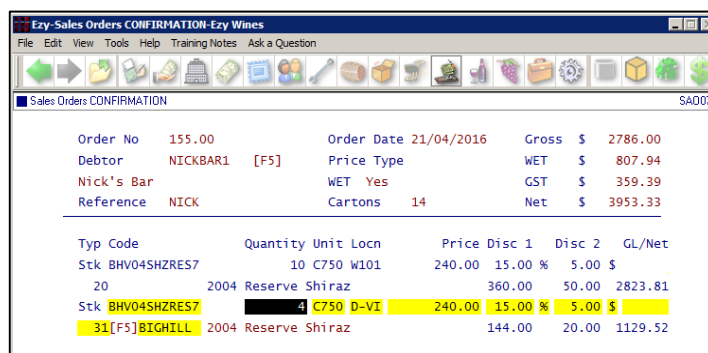 Ezy-Sales Orders CONFIRMATION-Ezy Wines
File Edit View Tools Help Training Notes Ask a Question
Sales Orders CONFIRMATION
Order No 155.00 Order Date 21/04/2016 Gross $ 2786.00
Debtor NICKBAR1 [F5] Price Type WET $ 807.94
Nick's Bar WET Yes GST $ 359.39
Reference NICK Cartons 14 Net $ 3953.33
Typ Code Quantity Unit Locn Price Disc 1 Disc 2 GL/Net
Stk BHV04SHZRES7 10 C750 W101 240.00 15.00 % 5.00 $
20 2004 Reserve Shiraz 360.00 50.00 2823.81
Stk BHV04SHZRES7 4 C750 D-VI 240.00 15.00 % 5.00 $
31[F5]BIGHILL 2004 Reserve Shiraz 144.00 20.00 1129.52